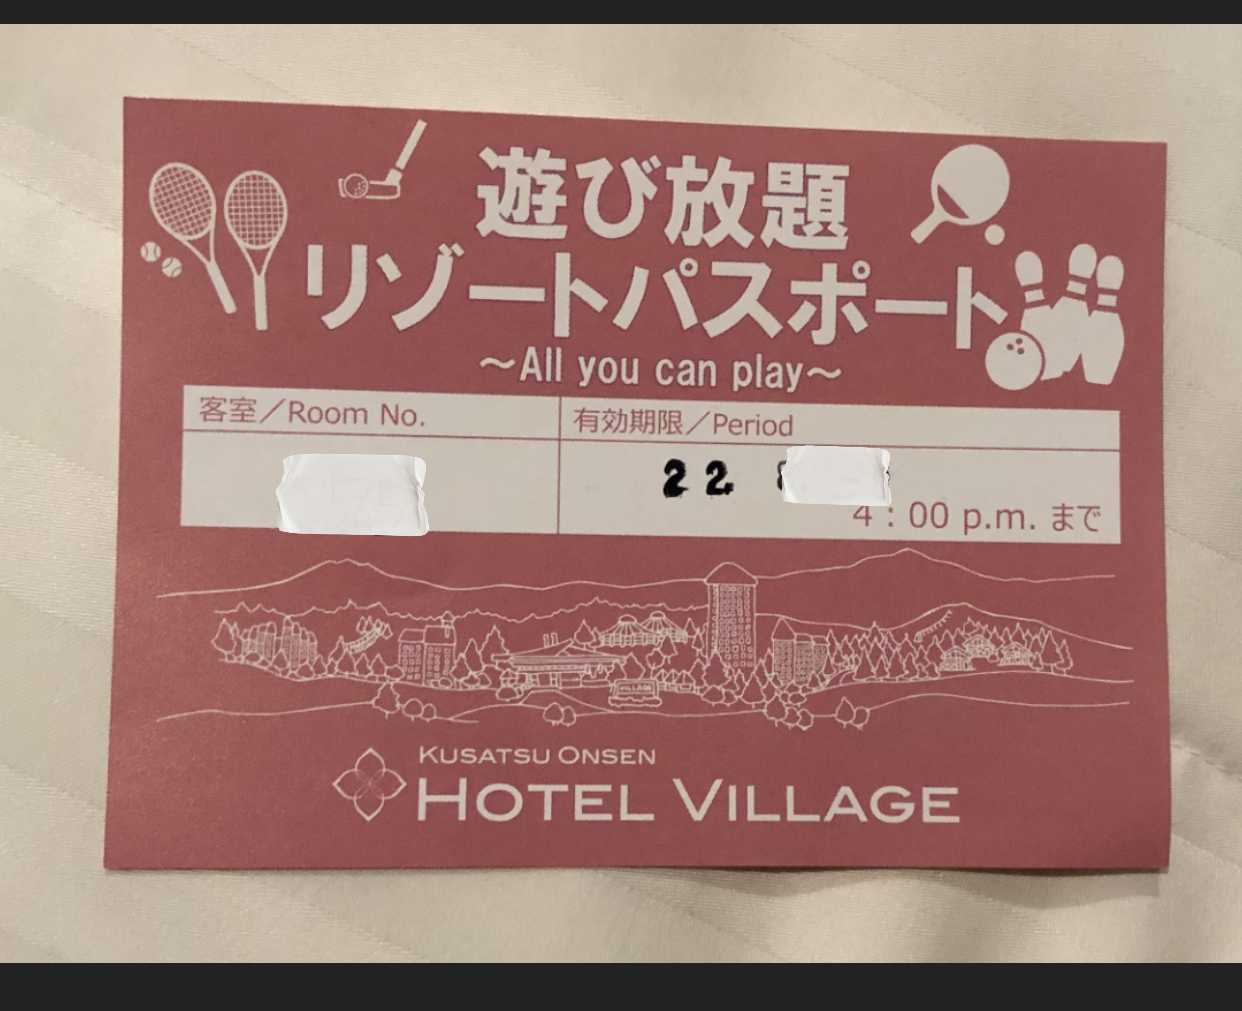 遊び放題
リゾートパスポート
～All you can play～
客室／Room No.
有効期限／Period
22
4：00 p.m. まで
VILLAGE
KUSATSU ONSEN
HOTEL VILLAGE